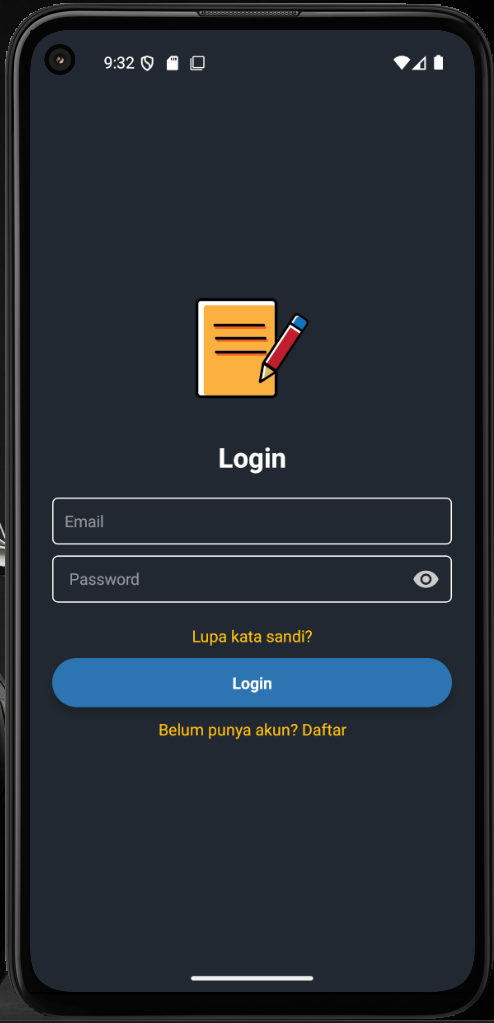 9:32
Login
Email
Password
Lupa kata sandi?
Login
Belum punya akun? Daftar